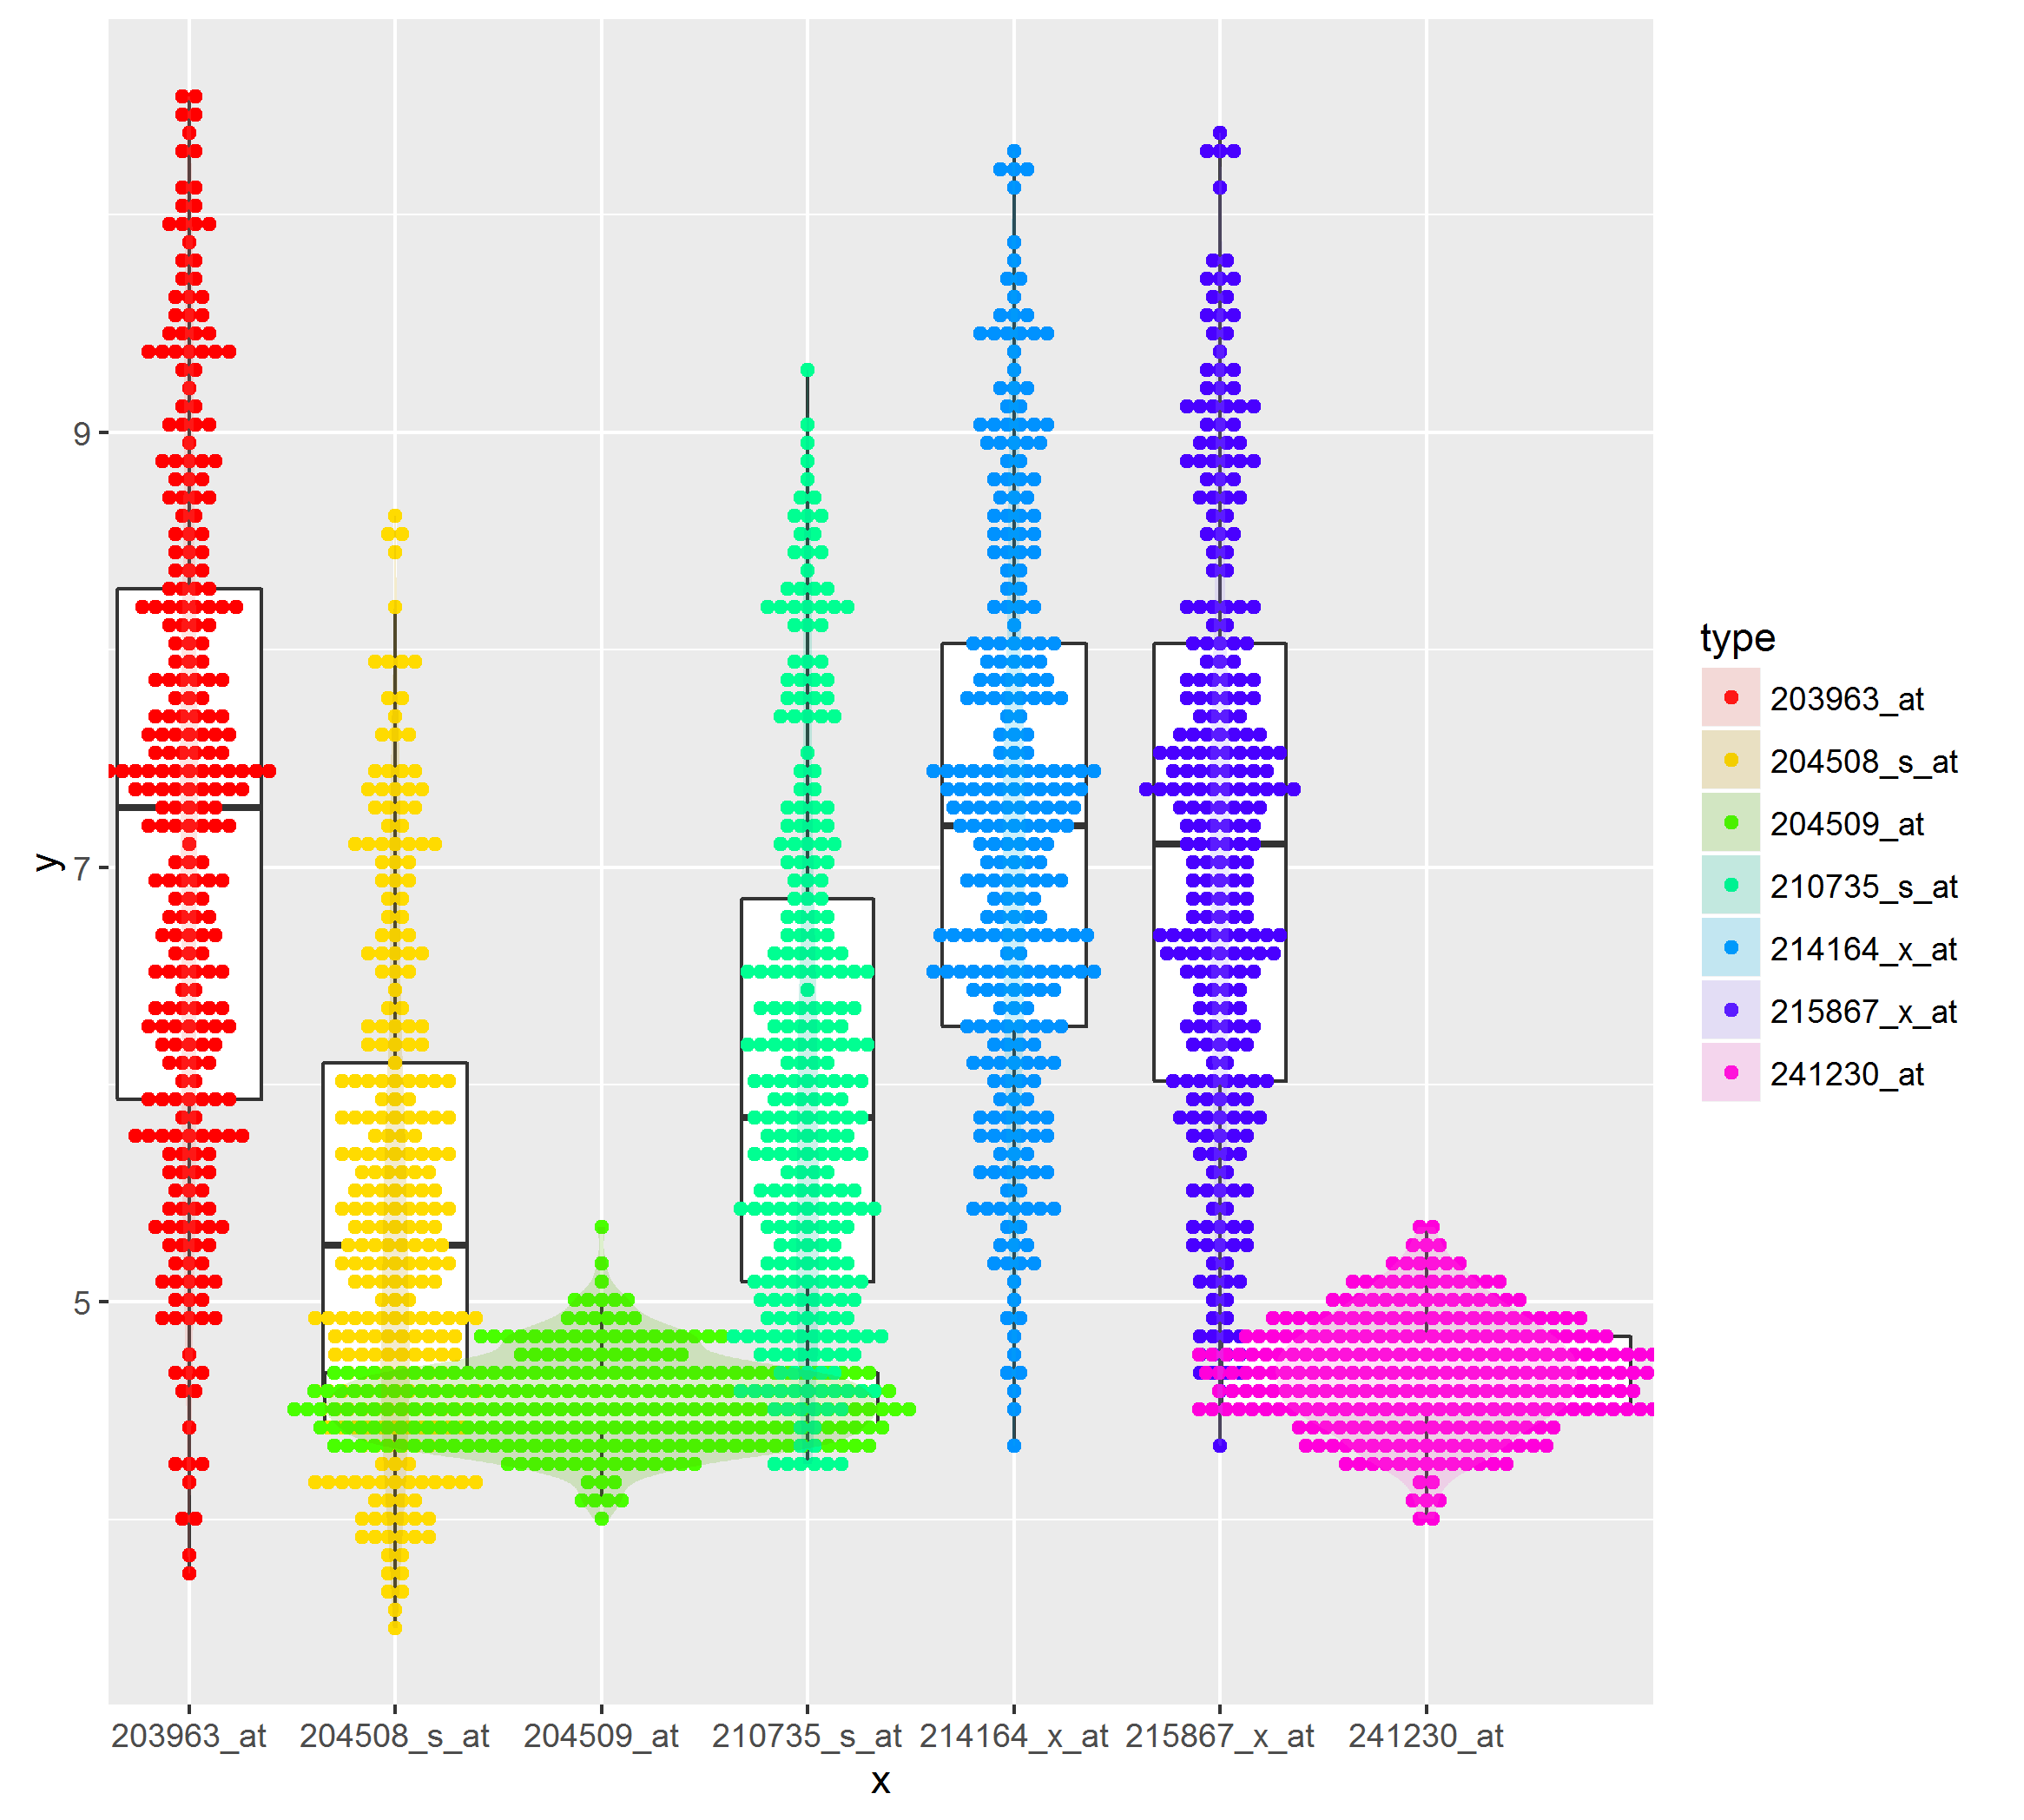 y
9
7
5
203963_at 204508_s_at 204509_at 210735_s_at 214164_x_at 215867_x_at 241230_at
x
type
203963_at
204508_s_at
204509_at
210735_s_at
214164_x_at
215867_x_at
241230_at